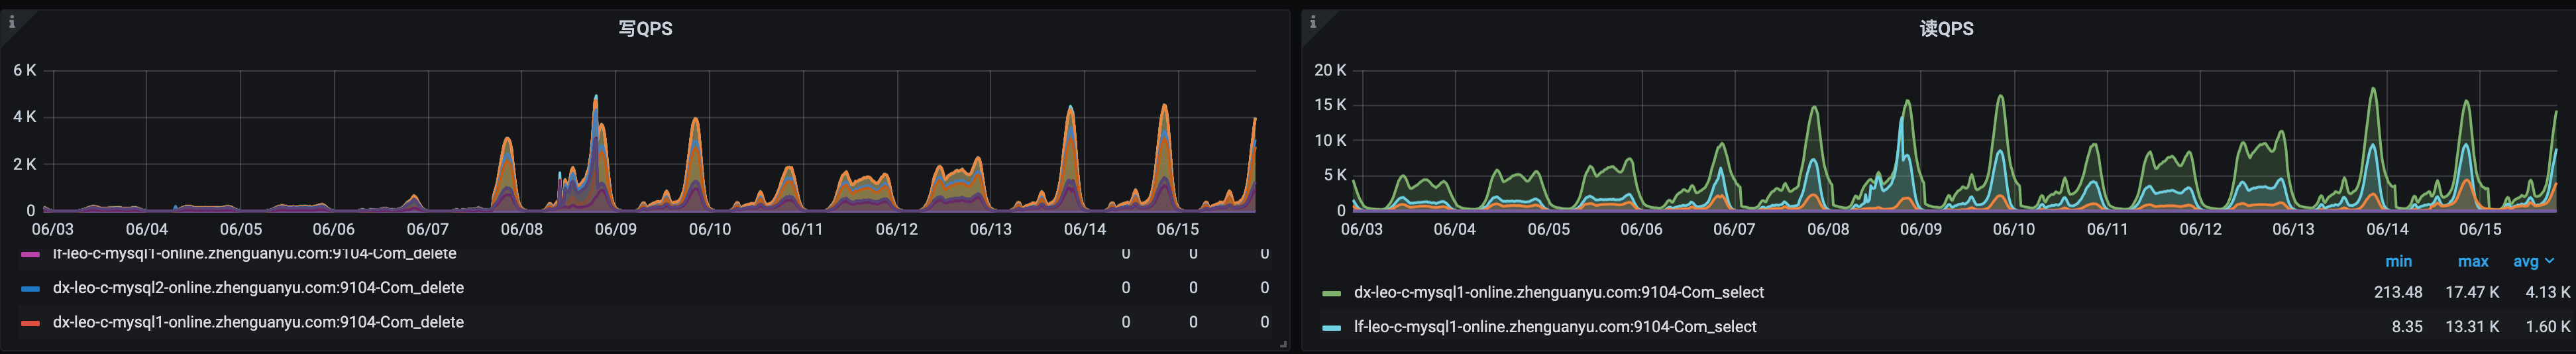 写QPS
6 K
4 K
2 K
0
06/03 06/04 06/05 06/06 06/07 06/08 06/09 06/10 06/11 06/12 06/13 06/14 06/15
lf-leo-c-mysql1-online.zhenguanyu.com:9104-Com_delete 0 0 0
dx-leo-c-mysql2-online.zhenguanyu.com:9104-Com_delete 0 0 0
dx-leo-c-mysql1-online.zhenguanyu.com:9104-Com_delete 0 0 0
读QPS
20 K
15 K
10 K
5 K
0
06/03 06/04 06/05 06/06 06/07 06/08 06/09 06/10 06/11 06/12 06/13 06/14 06/15
min max avg
dx-leo-c-mysql1-online.zhenguanyu.com:9104-Com_select 213.48 17.47 K 4.13 K
lf-leo-c-mysql1-online.zhenguanyu.com:9104-Com_select 8.35 13.31 K 1.60 K